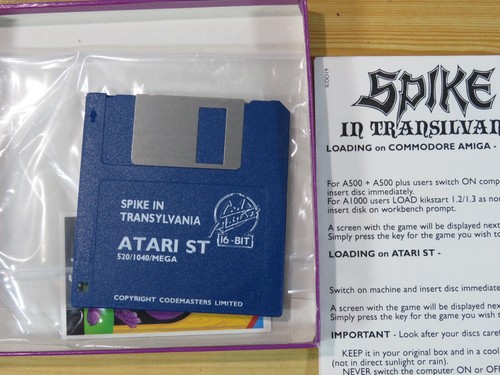 SPIKE IN
TRANSYLVANIA
ATARI ST
520/1040/MEGA
16-BIT
COPYRIGHT CODEMASTERS LIMITED
SPIKE
IN TRANSILVAN
LOADING on COMMODORE AMIGA -
For A500 + A500 plus users switch ON comp
insert disc immediately.
For A1000 users LOAD kikstart 1.2/1.3 as nor
insert disk on workbench prompt.
A screen with the game will be displayed next
Simply press the key for the game you wish to
LOADING on ATARI ST -
Switch on machine and insert disc immediate
A screen with the game will be displayed next
Simply press the key for the game you wish to
IMPORTANT - Look after your discs caref
KEEP it in your original box and in a cool
(not in direct sunlight or rain).
NEVER switch the computer ON or OF